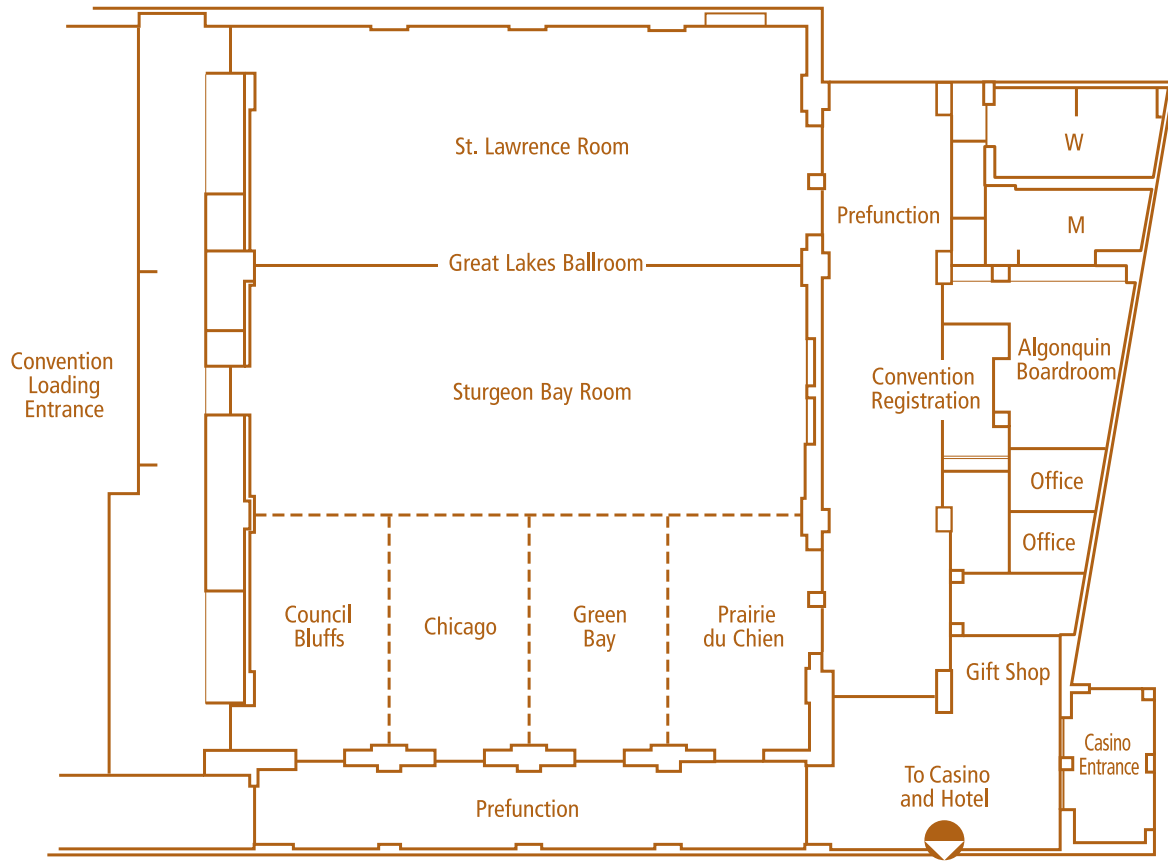 St. Lawrence Room
W
Prefunction
M
Great Lakes Ballroom
Convention
Loading
Entrance
Sturgeon Bay Room
Convention
Registration
Algonquin
Boardroom
Office
Office
Council
Bluffs
Chicago
Green
Bay
Prairie
du Chien
Gift Shop
Casino
Entrance
To Casino
and Hotel
Prefunction